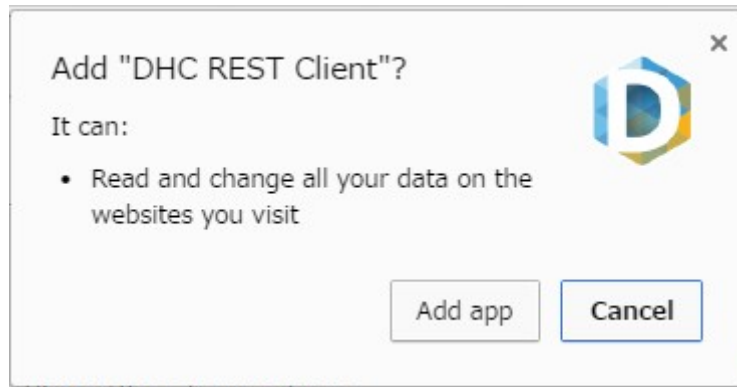 Add "DHC REST Client"?
It can:
• Read and change all your data on the
websites you visit
D
Add app
Cancel